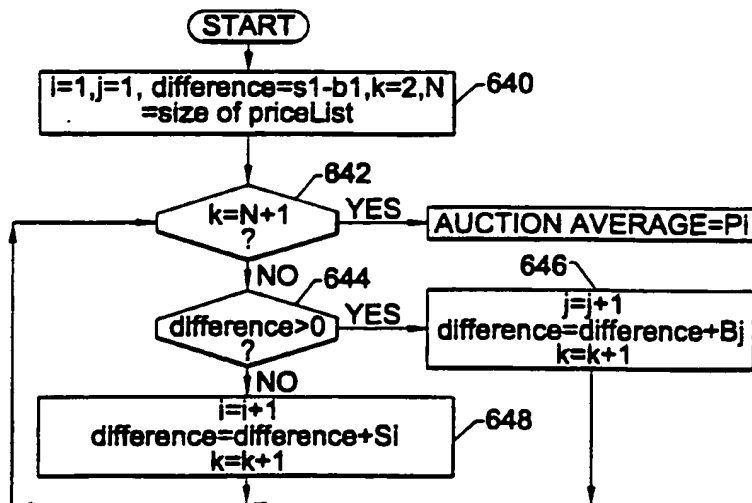 START
i=1,j=1, difference=s1-b1,k=2,N
=size of priceList
640
642
k=N+1
?
YES
AUCTION AVERAGE=Pi
NO
644
646
difference>0
?
YES
j=j+1
difference=difference+Bj
k=k+1
NO
i=i+1
difference=difference+Si
k=k+1
648